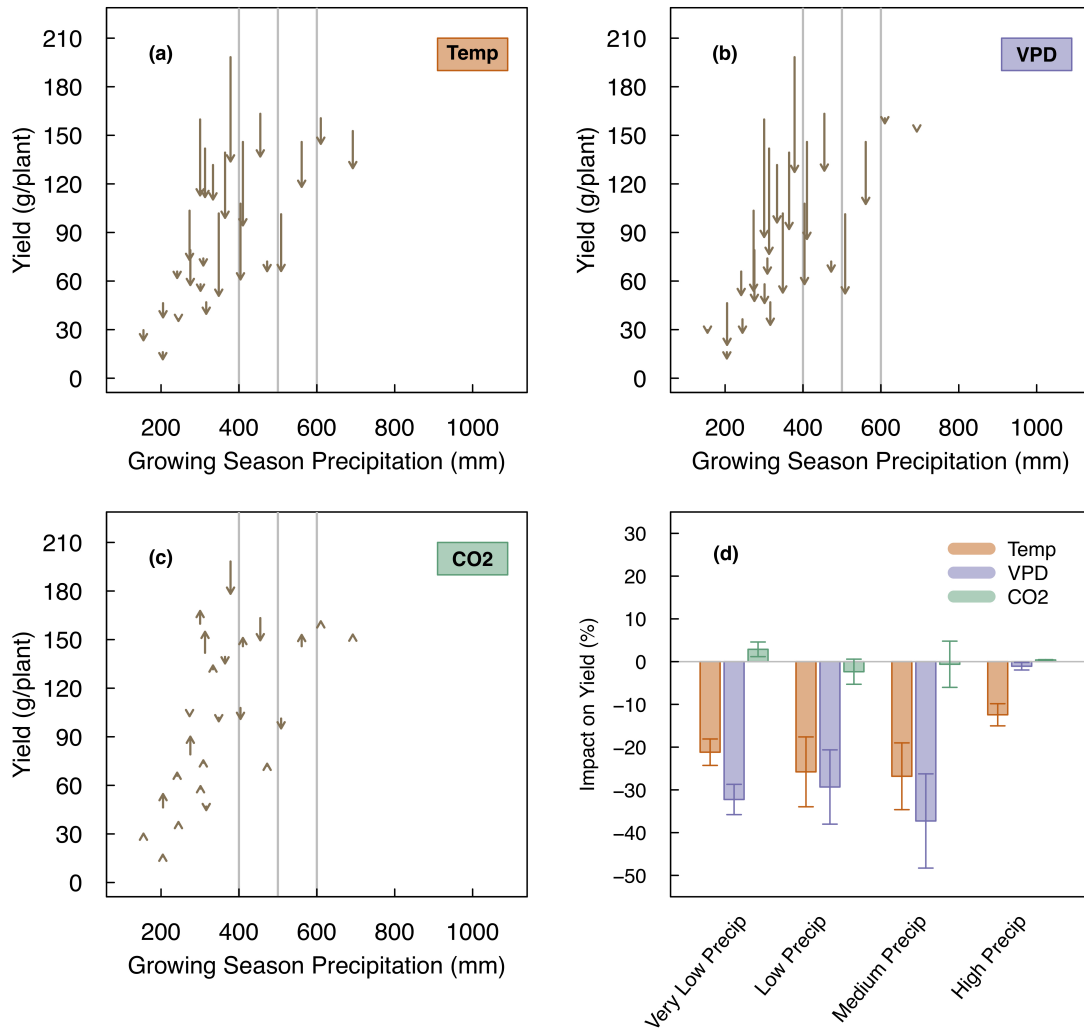 (a)
Temp
210
180
150
120
90
60
30
0
Yield (g/plant)
200 400 600 800 1000
Growing Season Precipitation (mm)
(b)
VPD
210
180
150
120
90
60
30
0
Yield (g/plant)
200 400 600 800 1000
Growing Season Precipitation (mm)
(c)
CO2
210
180
150
120
90
60
30
0
Yield (g/plant)
200 400 600 800 1000
Growing Season Precipitation (mm)
(d)
Temp
VPD
CO2
30
20
10
0
−10
−20
−30
−40
−50
Impact on Yield (%)
Very Low Precip
Low Precip
Medium Precip
High Precip